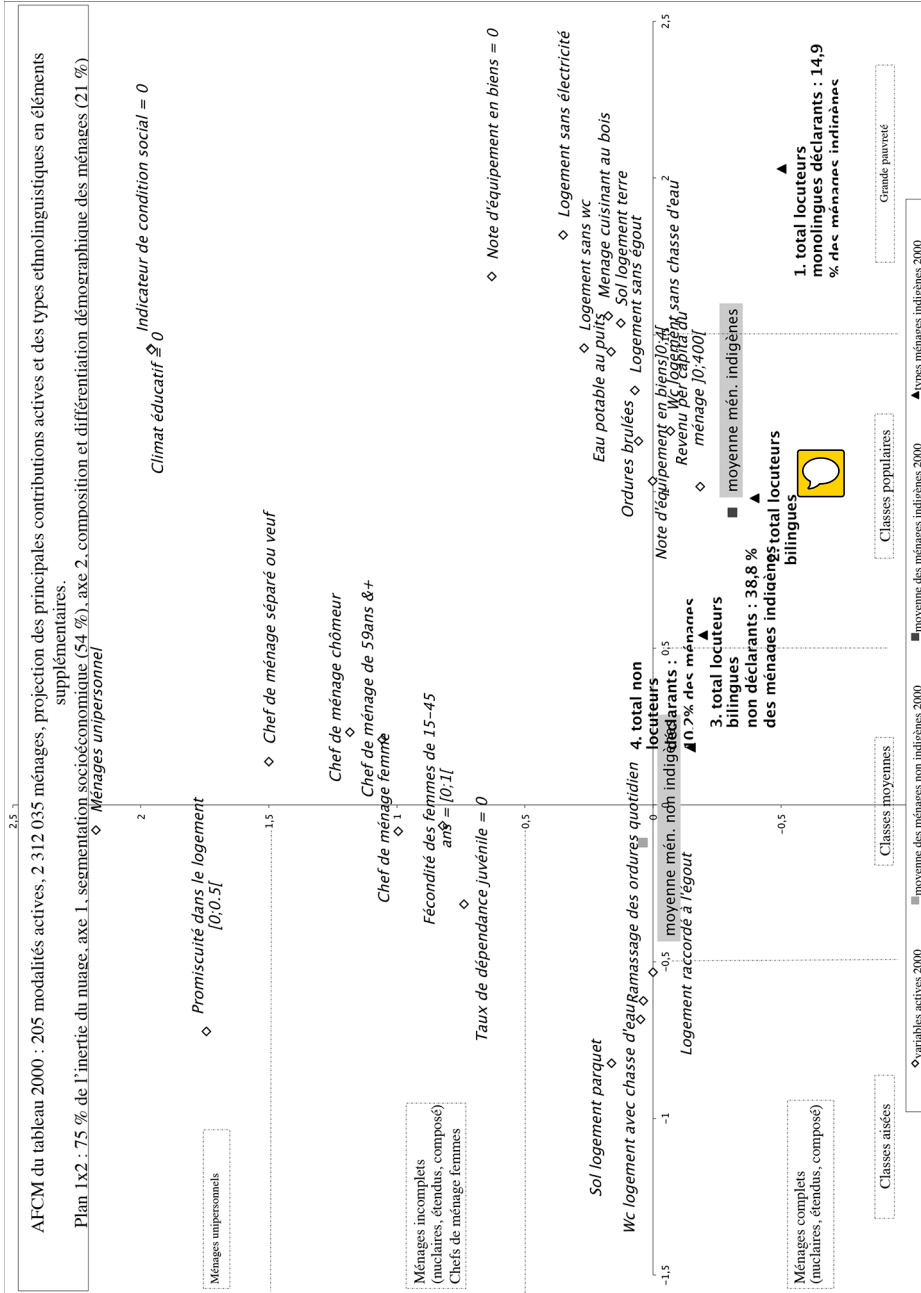 AFCM du tableau 2000 : 205 modalités actives, 2 312 035 ménages, projection des principales contributions actives et des types ethnolinguistiques en éléments
supplémentaires.
Plan 1x2 : 75 % de l'inertie du nuage, axe 1, segmentation socioéconomique (54 %), axe 2, composition et différentiation démographique des ménages (21 %)
2,5
Ménages unipersonnel
2
Indicateur de condition social = 0
Climat éducatif = 0
Promiscuité dans le logement
[0;0.5[
Ménages unipersonnels
1,5
Chef de ménage séparé ou veuf
Chef de ménage chômeur
Chef de ménage de 59ans &+
Chef de ménage femme
1
Ménages incomplets
(nuclaires, étendus, composé)
Chefs de ménage femmes
Fécondité des femmes de 15-45
ans = [0;1[
Taux de dépendance juvénile = 0
Note d'équipement en biens = 0
0,5
Logement sans électricité
Logement sans wc
Eau potable au puits
Menage cuisinant au bois
Sol logement terre
Ordures brulées
Logement sans égout
Sol logement parquet
Wc logement avec chasse d'eau
Ramassage des ordures quotidien
Logement raccordé à l'égout
Note d'équipement en biens]0;4[
Wc logement sans chasse d'eau
Revenu per capita du
ménage ]0;400[
-1,5
-1
-0,5
0
0
0,5
1
2
2,5
4. total non
locuteurs
déclarants :
10,2% des ménages
moyenne mén. non indigènes
3. total locuteurs
bilingues
non déclarants : 38,8 %
des ménages indigènes
2. total locuteurs
bilingues
moyenne mén. indigènes
1. total locuteurs
monolingues déclarants : 14,9
% des ménages indigènes
-0,5
Ménages complets
(nuclaires, étendus, composé)
Classes aisées
Classes moyennes
Classes populaires
Grande pauvreté
variables actives 2000
moyenne des ménages non indigènes 2000
moyenne des ménages indigènes 2000
types ménages indigènes 2000